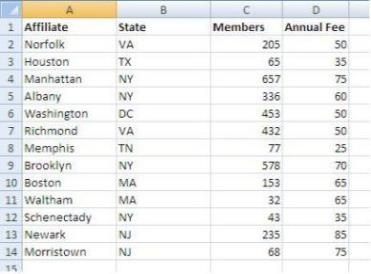 A B C D
1 Affiliate State Members Annual Fee
2 Norfolk VA 205 50
3 Houston TX 65 35
4 Manhattan NY 657 75
5 Albany NY 336 60
6 Washington DC 453 50
7 Richmond VA 432 50
8 Memphis TN 77 25
9 Brooklyn NY 578 70
10 Boston MA 153 65
11 Waltham MA 32 65
12 Schenectady NY 43 35
13 Newark NJ 235 85
14 Morristown NJ 68 75
15